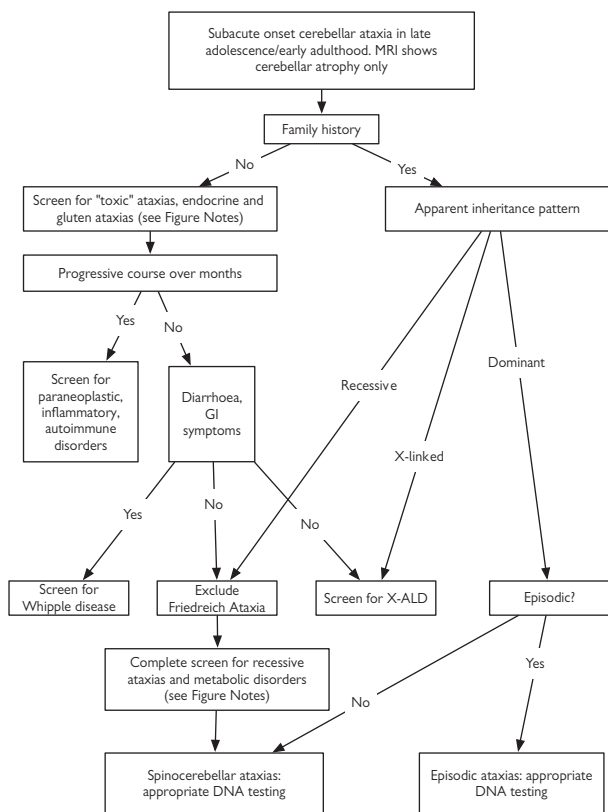 Subacute onset cerebellar ataxia in late
adolescence/early adulthood. MRI shows
cerebellar atrophy only
Family history
No
Yes
Screen for "toxic" ataxias, endocrine and
gluten ataxias (see Figure Notes)
Apparent inheritance pattern
Progressive course over months
Yes
No
Screen for
paraneoplastic,
inflammatory,
autoimmune
disorders
Diarrhoea,
GI
symptoms
Recessive
Dominant
X-linked
Yes
No
No
Screen for
Whipple disease
Exclude
Friedreich Ataxia
Screen for X-ALD
Episodic?
Complete screen for recessive
ataxias and metabolic disorders
(see Figure Notes)
No
Yes
Spinocerebellar ataxias:
appropriate DNA testing
Episodic ataxias: appropriate
DNA testing